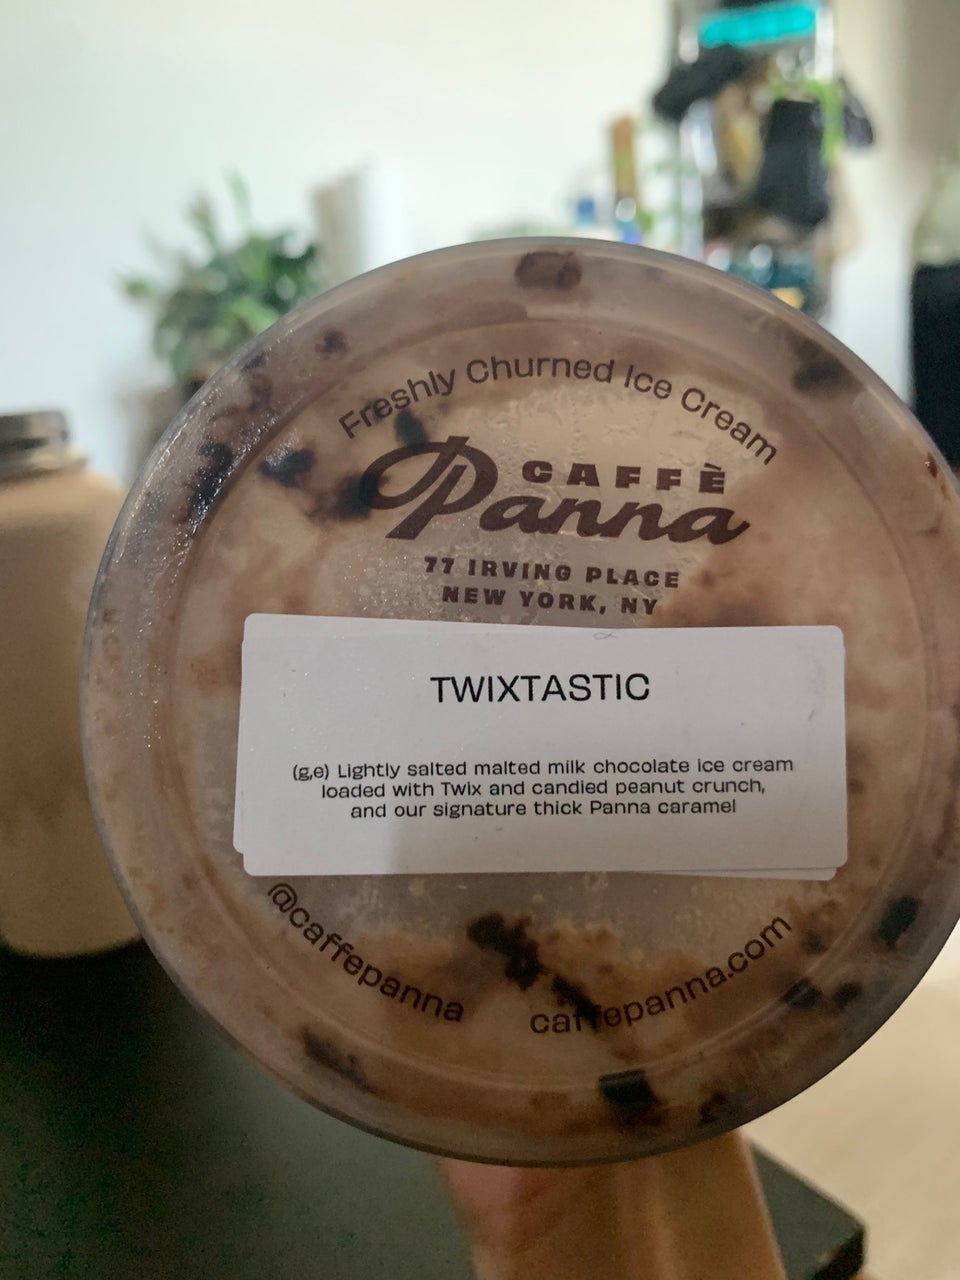 Freshly Churned Ice Cream
CAFFÈ
Panna
77 IRVING PLACE
NEW YORK, NY
TWIXTASTIC
(g,e) Lightly salted malted milk chocolate ice cream
loaded with Twix and candied peanut crunch,
and our signature thick Panna caramel
@caffepanna
caffepanna.com